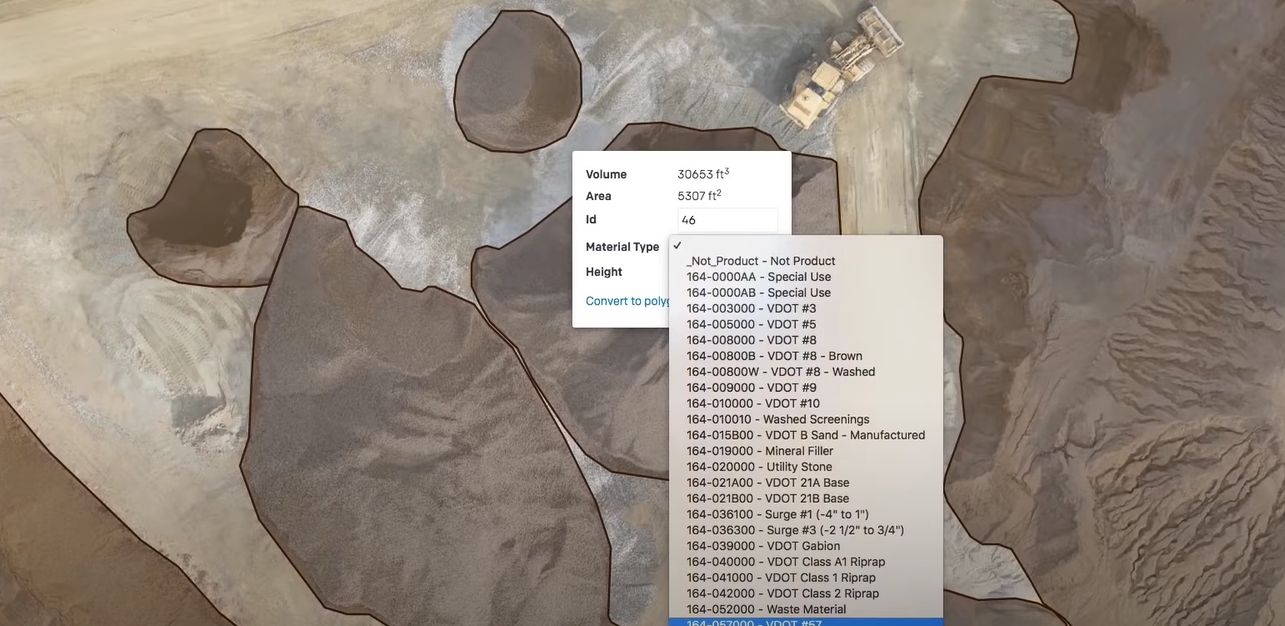 Volume 30653 ft³
Area 5307 ft²
Id 46
Material Type ✓
Height
Convert to polyg
_Not_Product - Not Product
164-0000AA - Special Use
164-0000AB - Special Use
164-003000 - VDOT #3
164-005000 - VDOT #5
164-008000 - VDOT #8
164-00800B - VDOT #8 - Brown
164-00800W - VDOT #8 - Washed
164-009000 - VDOT #9
164-010000 - VDOT #10
164-010010 - Washed Screenings
164-015B00 - VDOT B Sand - Manufactured
164-019000 - Mineral Filler
164-020000 - Utility Stone
164-021A00 - VDOT 21A Base
164-021B00 - VDOT 21B Base
164-036100 - Surge #1 (-4" to 1")
164-036300 - Surge #3 (-2 1/2" to 3/4")
164-039000 - VDOT Gabion
164-040000 - VDOT Class A1 Riprap
164-041000 - VDOT Class 1 Riprap
164-042000 - VDOT Class 2 Riprap
164-052000 - Waste Material
164-057000 - VDOT #57